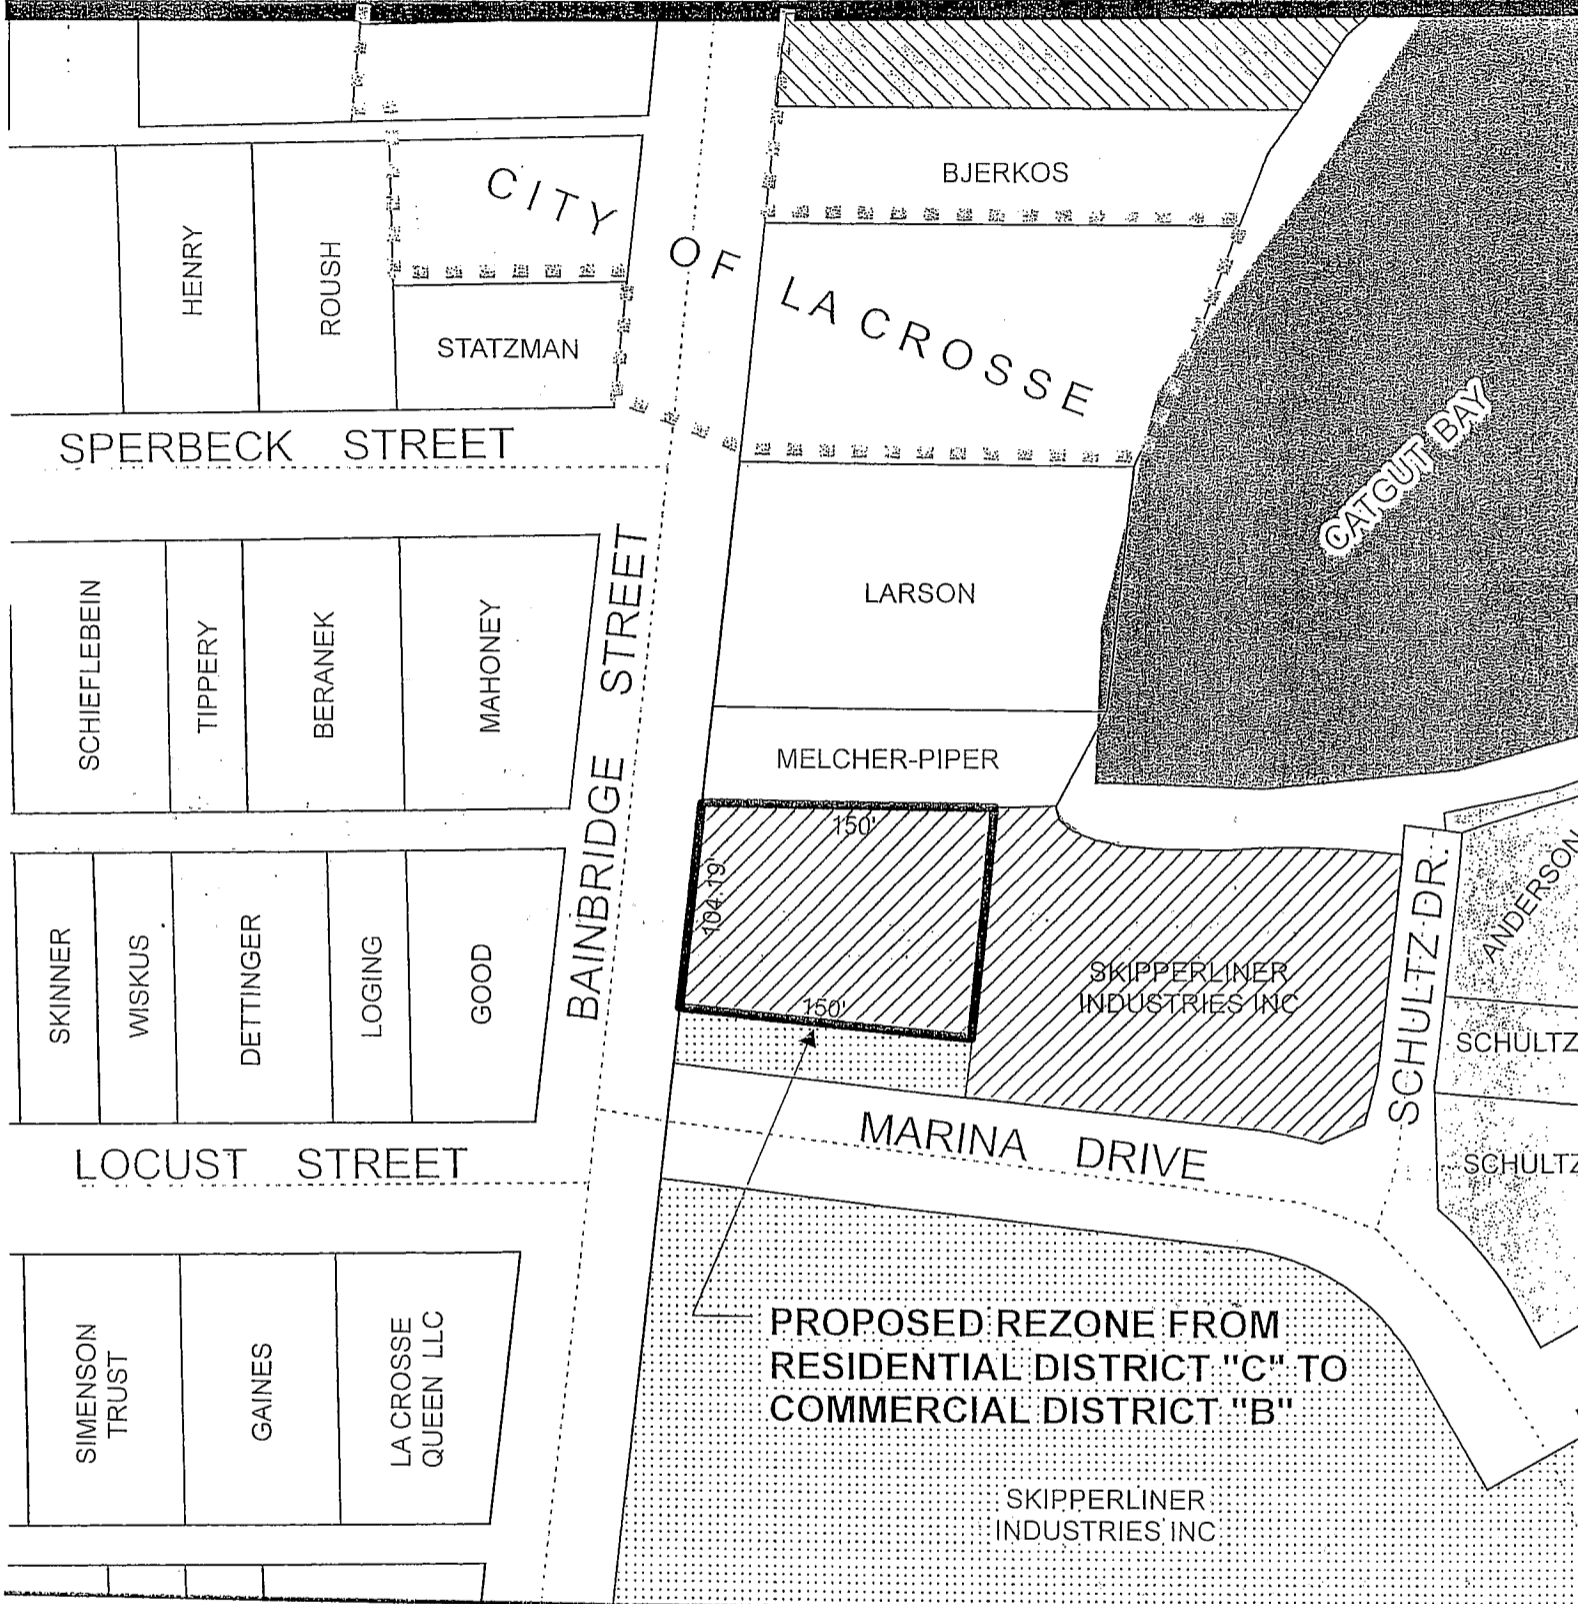 BJERKOS
CITY OF LA CROSSE
HENRY
ROUSH
STATZMAN
SPERBECK STREET
CATGUT BAY
LARSON
SCHIEFLEBEIN
TIPPERY
BERANEK
MAHONEY
BAINBRIDGE STREET
MELCHER-PIPER
150'
104.19'
150'
SKIPPERLINER
INDUSTRIES INC
SCHULTZ DR.
ANDERSON
SCHULTZ
SCHULTZ
SKINNER
WISKUS
DETTINGER
LOGING
GOOD
MARINA DRIVE
LOCUST STREET
PROPOSED REZONE FROM
RESIDENTIAL DISTRICT "C" TO
COMMERCIAL DISTRICT "B"
SIMENSON
TRUST
GAINES
LA CROSSE
QUEEN LLC
SKIPPERLINER
INDUSTRIES INC